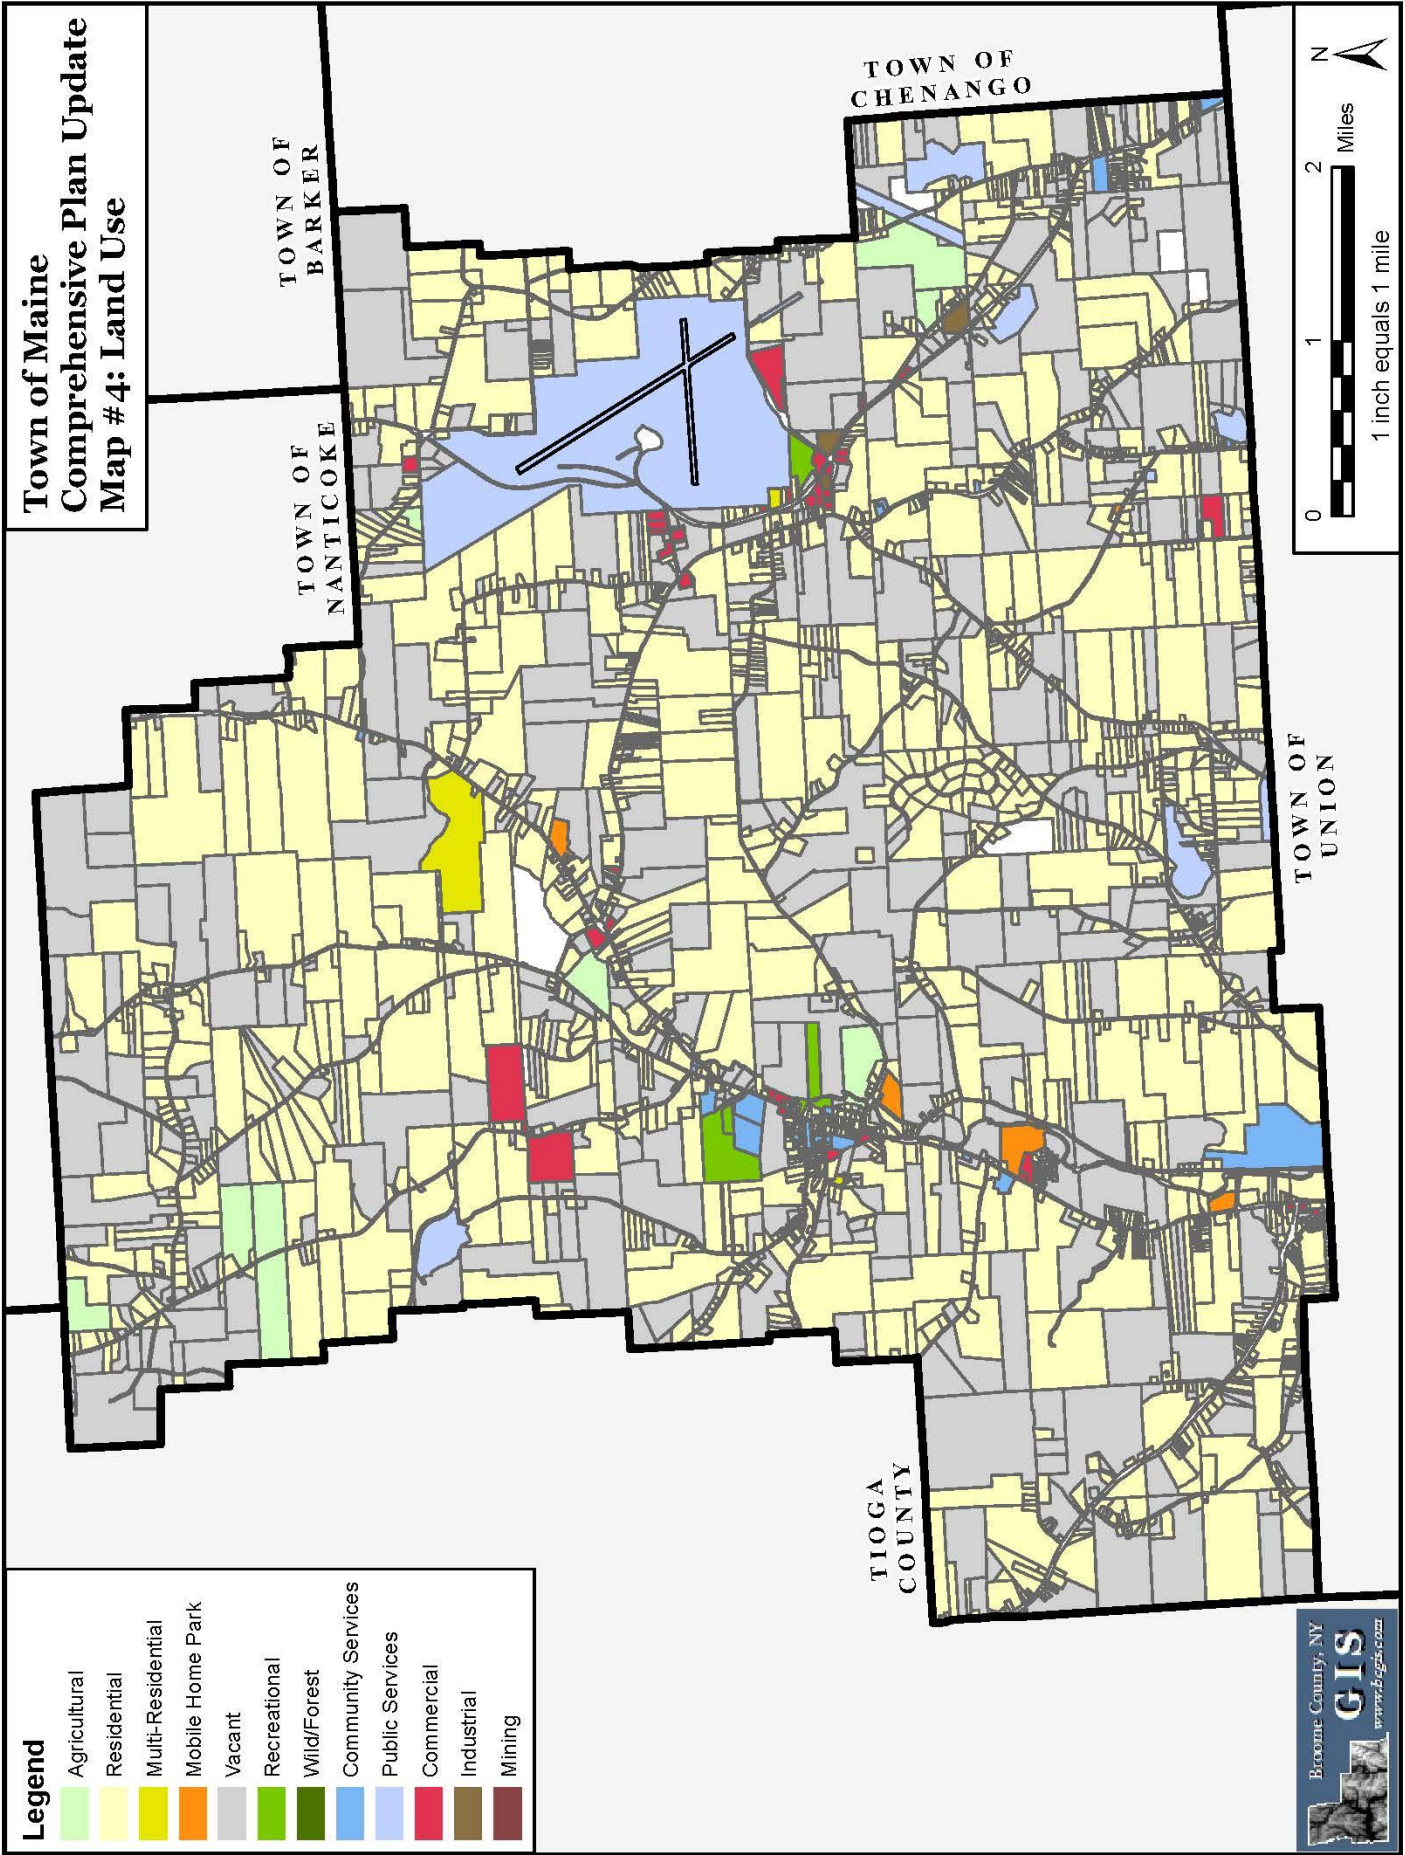 Town of Maine
Comprehensive Plan Update
Map #4: Land Use
TOWN OF
BARKER
TOWN OF
NANTICOKE
TOWN OF
CHENANGO
TOWN OF
UNION
TIOGA
COUNTY
Legend
Agricultural
Residential
Multi-Residential
Mobile Home Park
Vacant
Recreational
Wild/Forest
Community Services
Public Services
Commercial
Industrial
Mining
N
0 1 2
Miles
1 inch equals 1 mile
Broome County, NY
GIS
www.bcgis.com